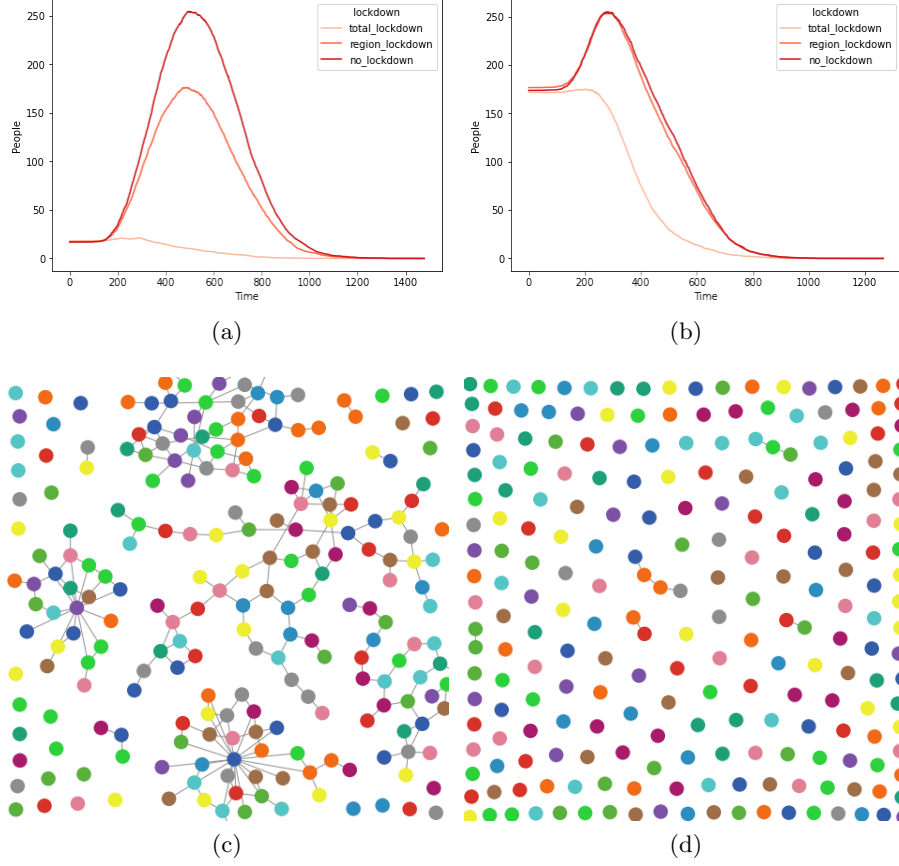 250
200
150
100
50
0
People
0 200 400 600 800 1000 1200 1400
Time
lockdown
total_lockdown
region_lockdown
no_lockdown
(a)
250
200
150
100
50
0
People
0 200 400 600 800 1000 1200
Time
lockdown
total_lockdown
region_lockdown
no_lockdown
(b)
(c)
(d)